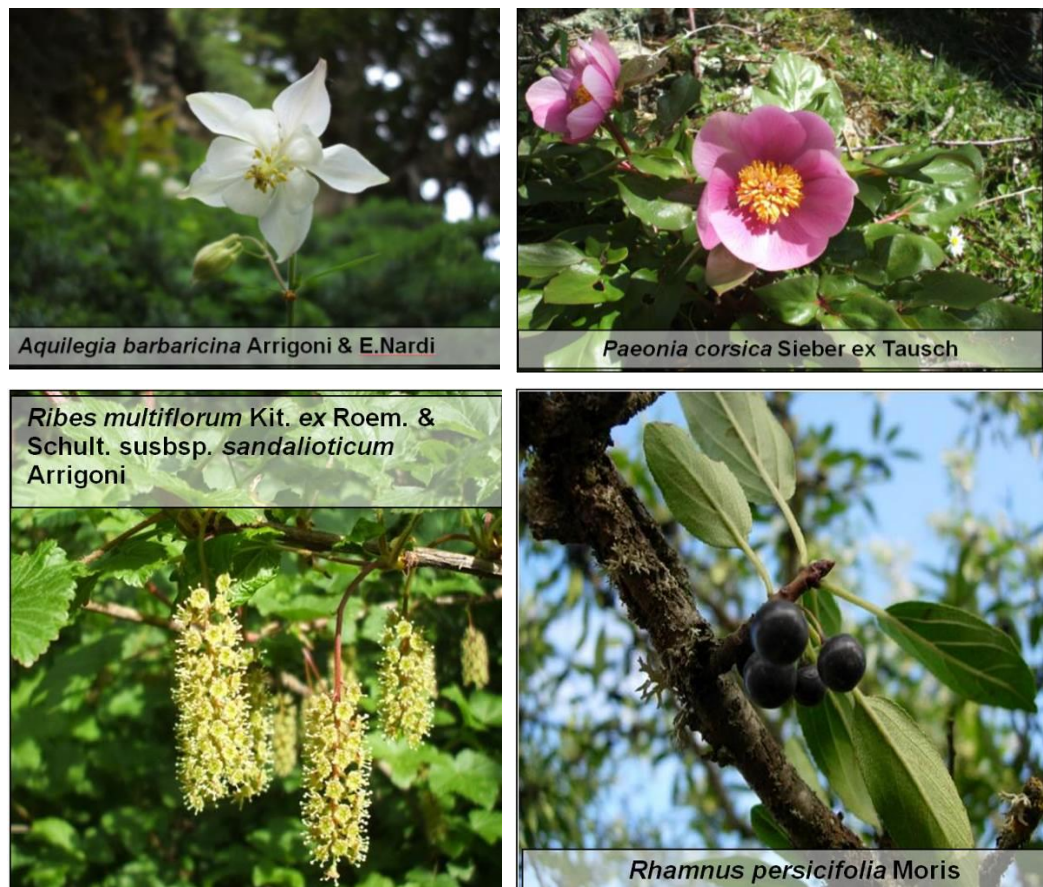 Aquilegia barbaricina Arrigoni & E.Nardi
Paeonia corsica Sieber ex Tausch
Ribes multiflorum Kit. ex Roem. &
Schult. susbsp. sandalioticum
Arrigoni
Rhamnus persicifolia Moris